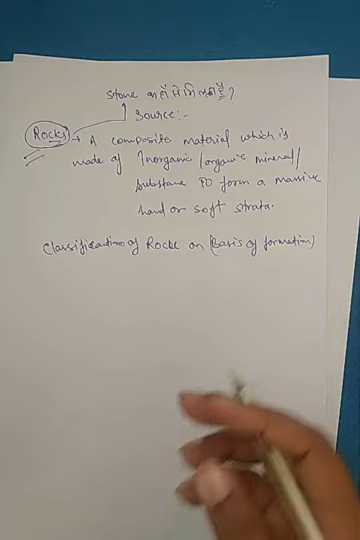 Stone कहाँ से मिलता है?
Source:-
Rocks → A composite material which is
made of Inorganic/organic mineral/
substance to form a massive
hard or soft strata.
Classification of Rocks on (Basis of formation)